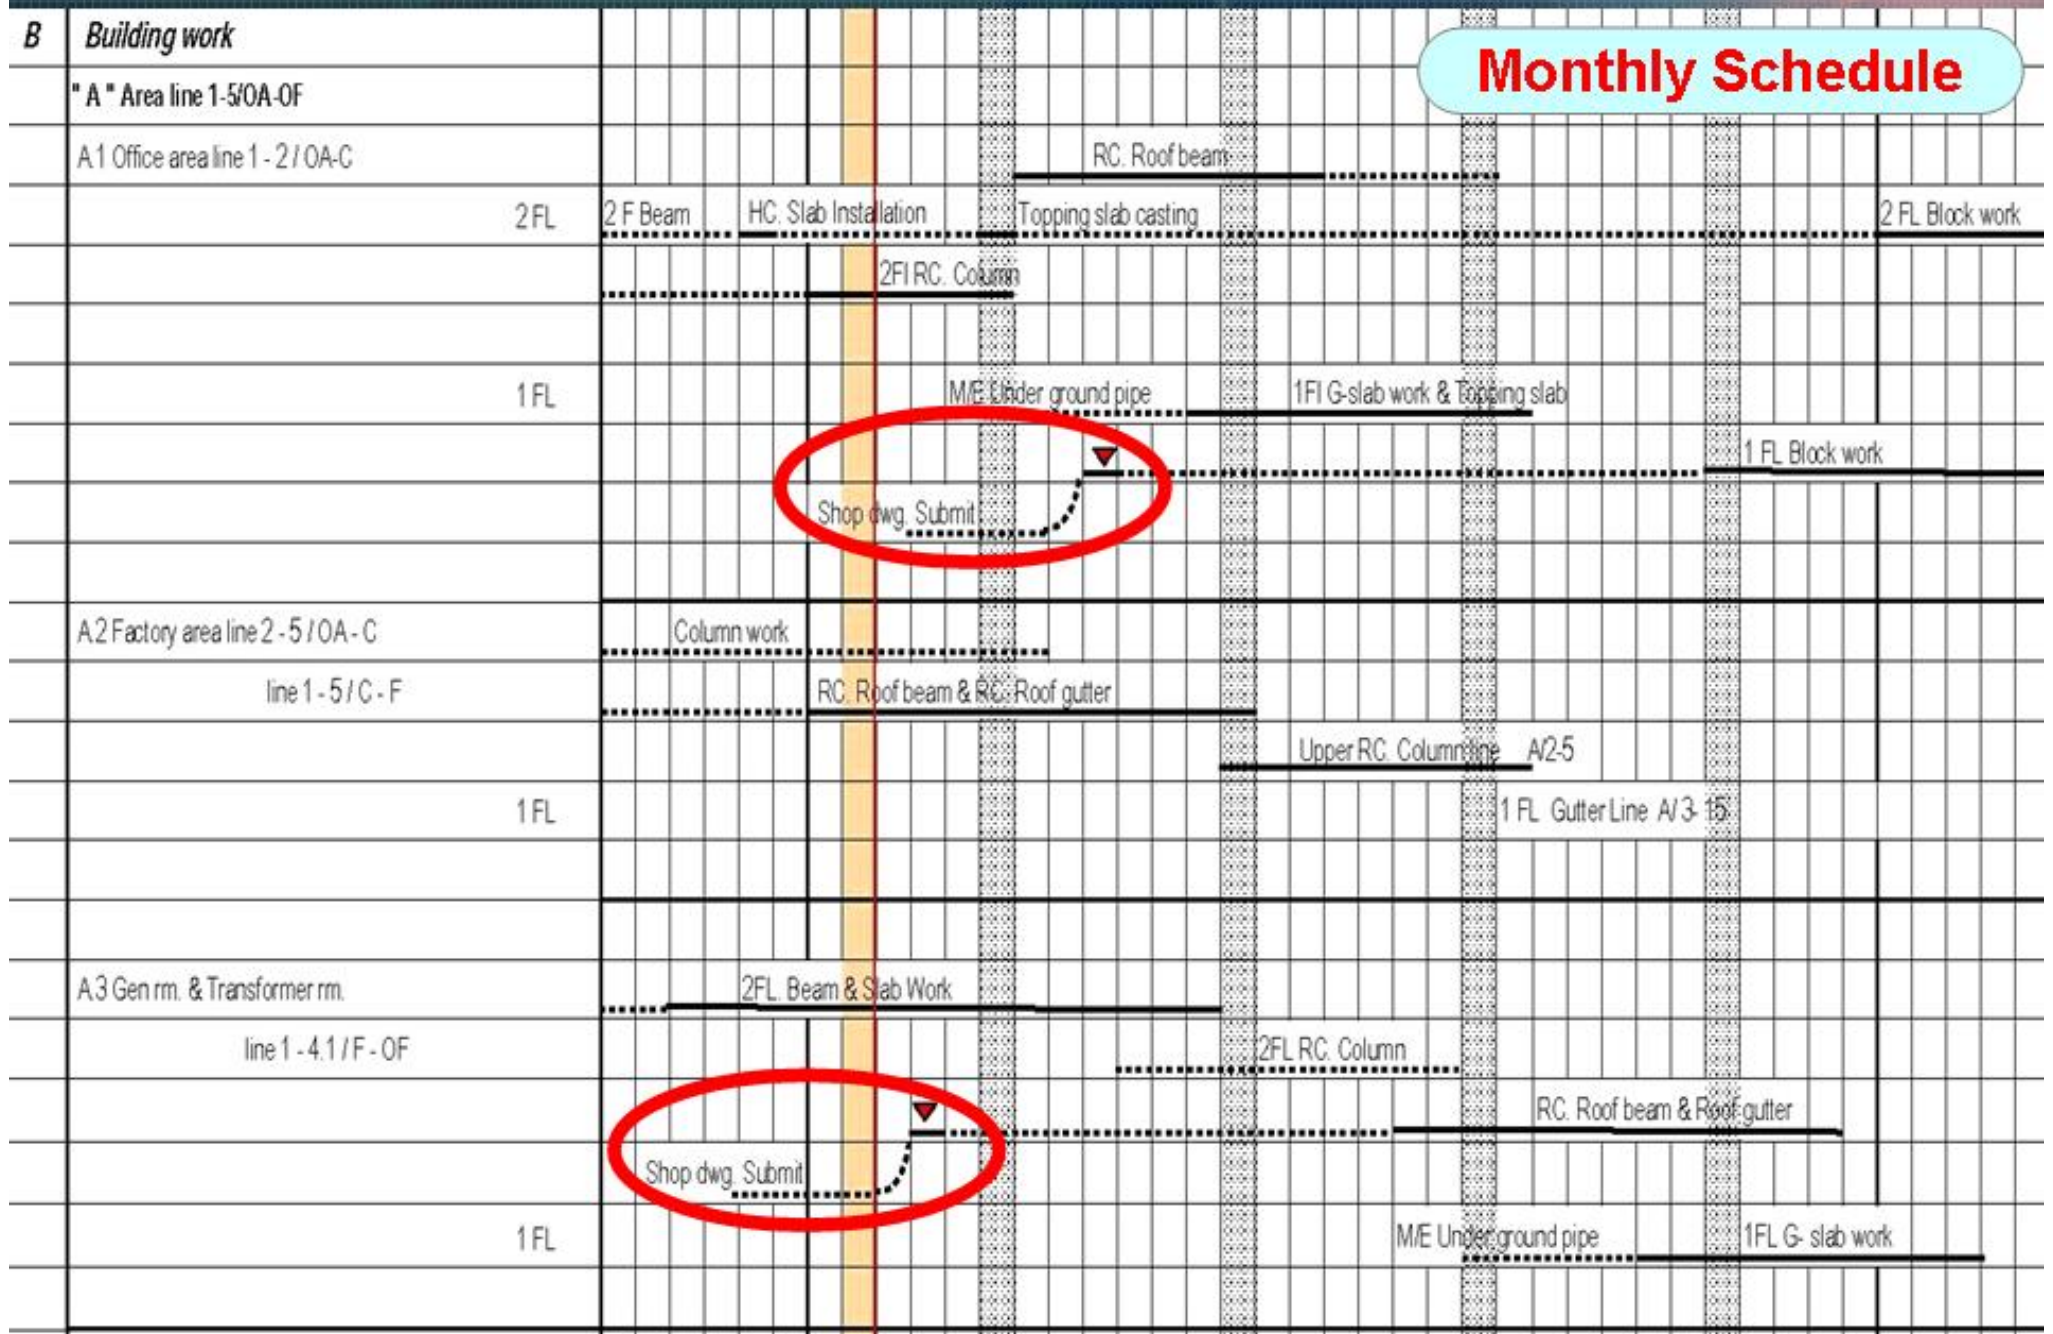 B Building work
Monthly Schedule
" A " Area line 1-5/OA-OF
A.1 Office area line 1 - 2 / OA-C
RC. Roof beam
2 FL
2 F Beam
HC. Slab Installation
Topping slab casting
2 FL Block work
2Fl RC. Column
1 FL
M/E Under ground pipe
1Fl G-slab work & Topping slab
1 FL Block work
Shop dwg. Submit
A.2 Factory area line 2 - 5 / OA - C
Column work
line 1 - 5 / C - F
RC. Roof beam & RC. Roof gutter
Upper RC. Column line A/2-5
1 FL
1 FL Gutter Line A/ 3- 15
A.3 Gen rm. & Transformer rm.
2FL. Beam & Slab Work
line 1 - 4.1 / F - OF
2FL RC. Column
RC. Roof beam & Roof gutter
Shop dwg. Submit
1 FL
M/E Under ground pipe
1FL G- slab work